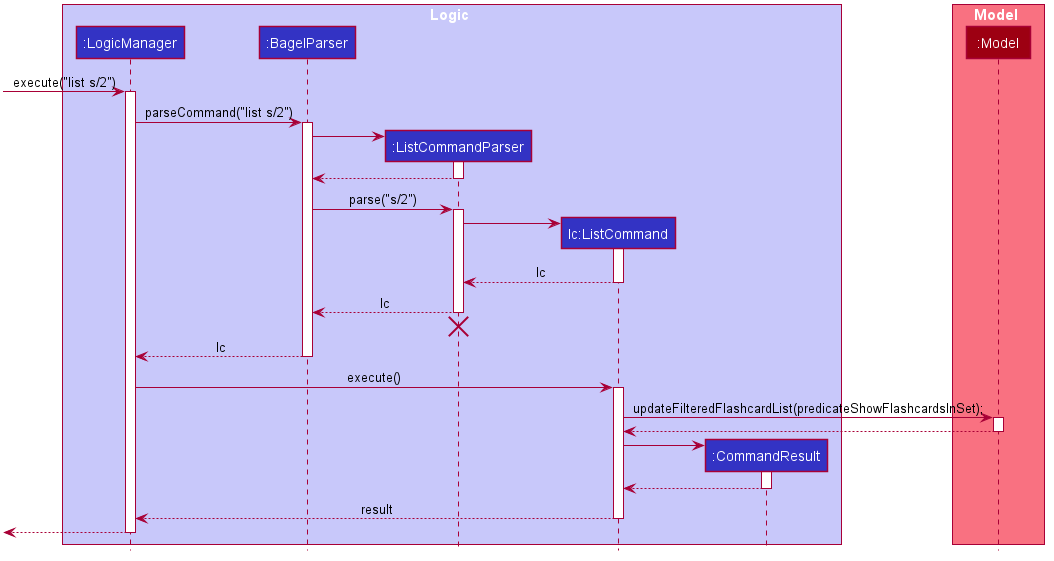 Logic
Model
:LogicManager
:BagelParser
:Model
execute("list s/2")
parseCommand("list s/2")
:ListCommandParser
parse("s/2")
lc:ListCommand
lc
lc
lc
execute()
updateFilteredFlashcardList(predicateShowFlashcardsInSet);
:CommandResult
result